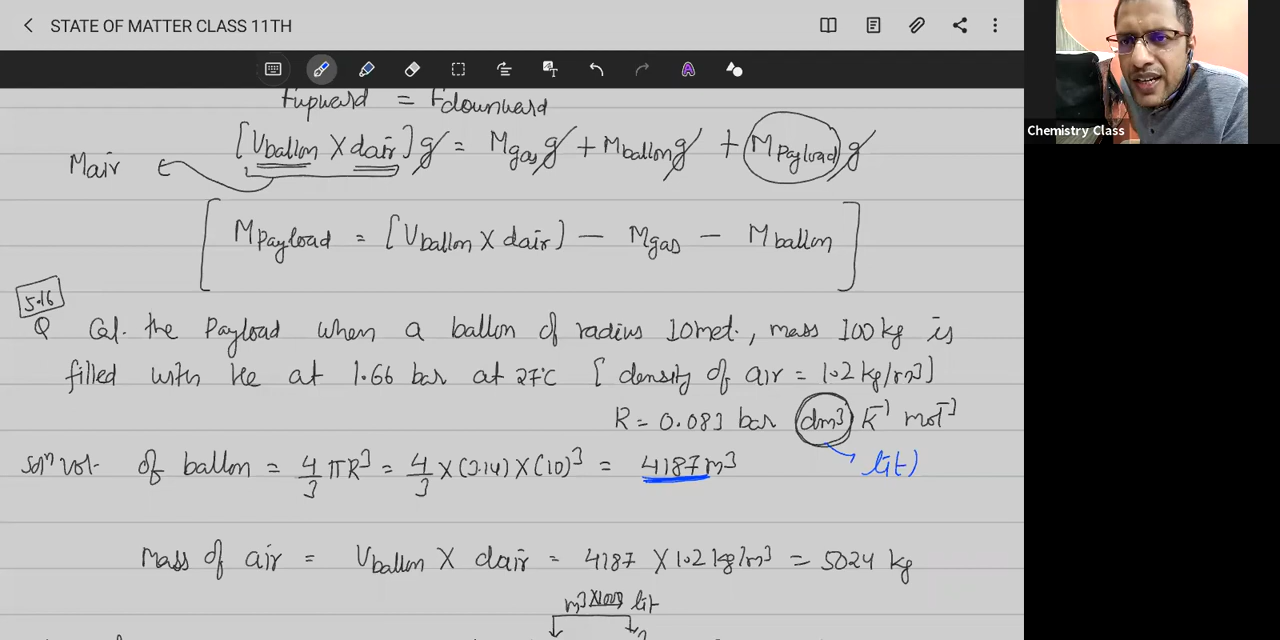 STATE OF MATTER CLASS 11TH
Chemistry Class
Fupward = Fdownward
[Vballon X dair] g = Mgas g + Mballon g + (MPayload) g
Mair
[ MPayload = [Vballon X dair] — Mgas — Mballon ]
5.16
Q Cal. the Payload when a ballon of radius 10met., mass 100kg is
filled with He at 1.66 bar at 27°C [density of air = 1.2 kg/m3]
R = 0.083 bar dm3 K-1 mol-1
lit)
Soln vol. of ballon = 4/3 πR3 = 4/3 X (3.14) X (10)3 = 4187 m3
Mass of air = Vballon X dair = 4187 X 1.2 kg/m3 = 5024 kg
m3 X1000 lit